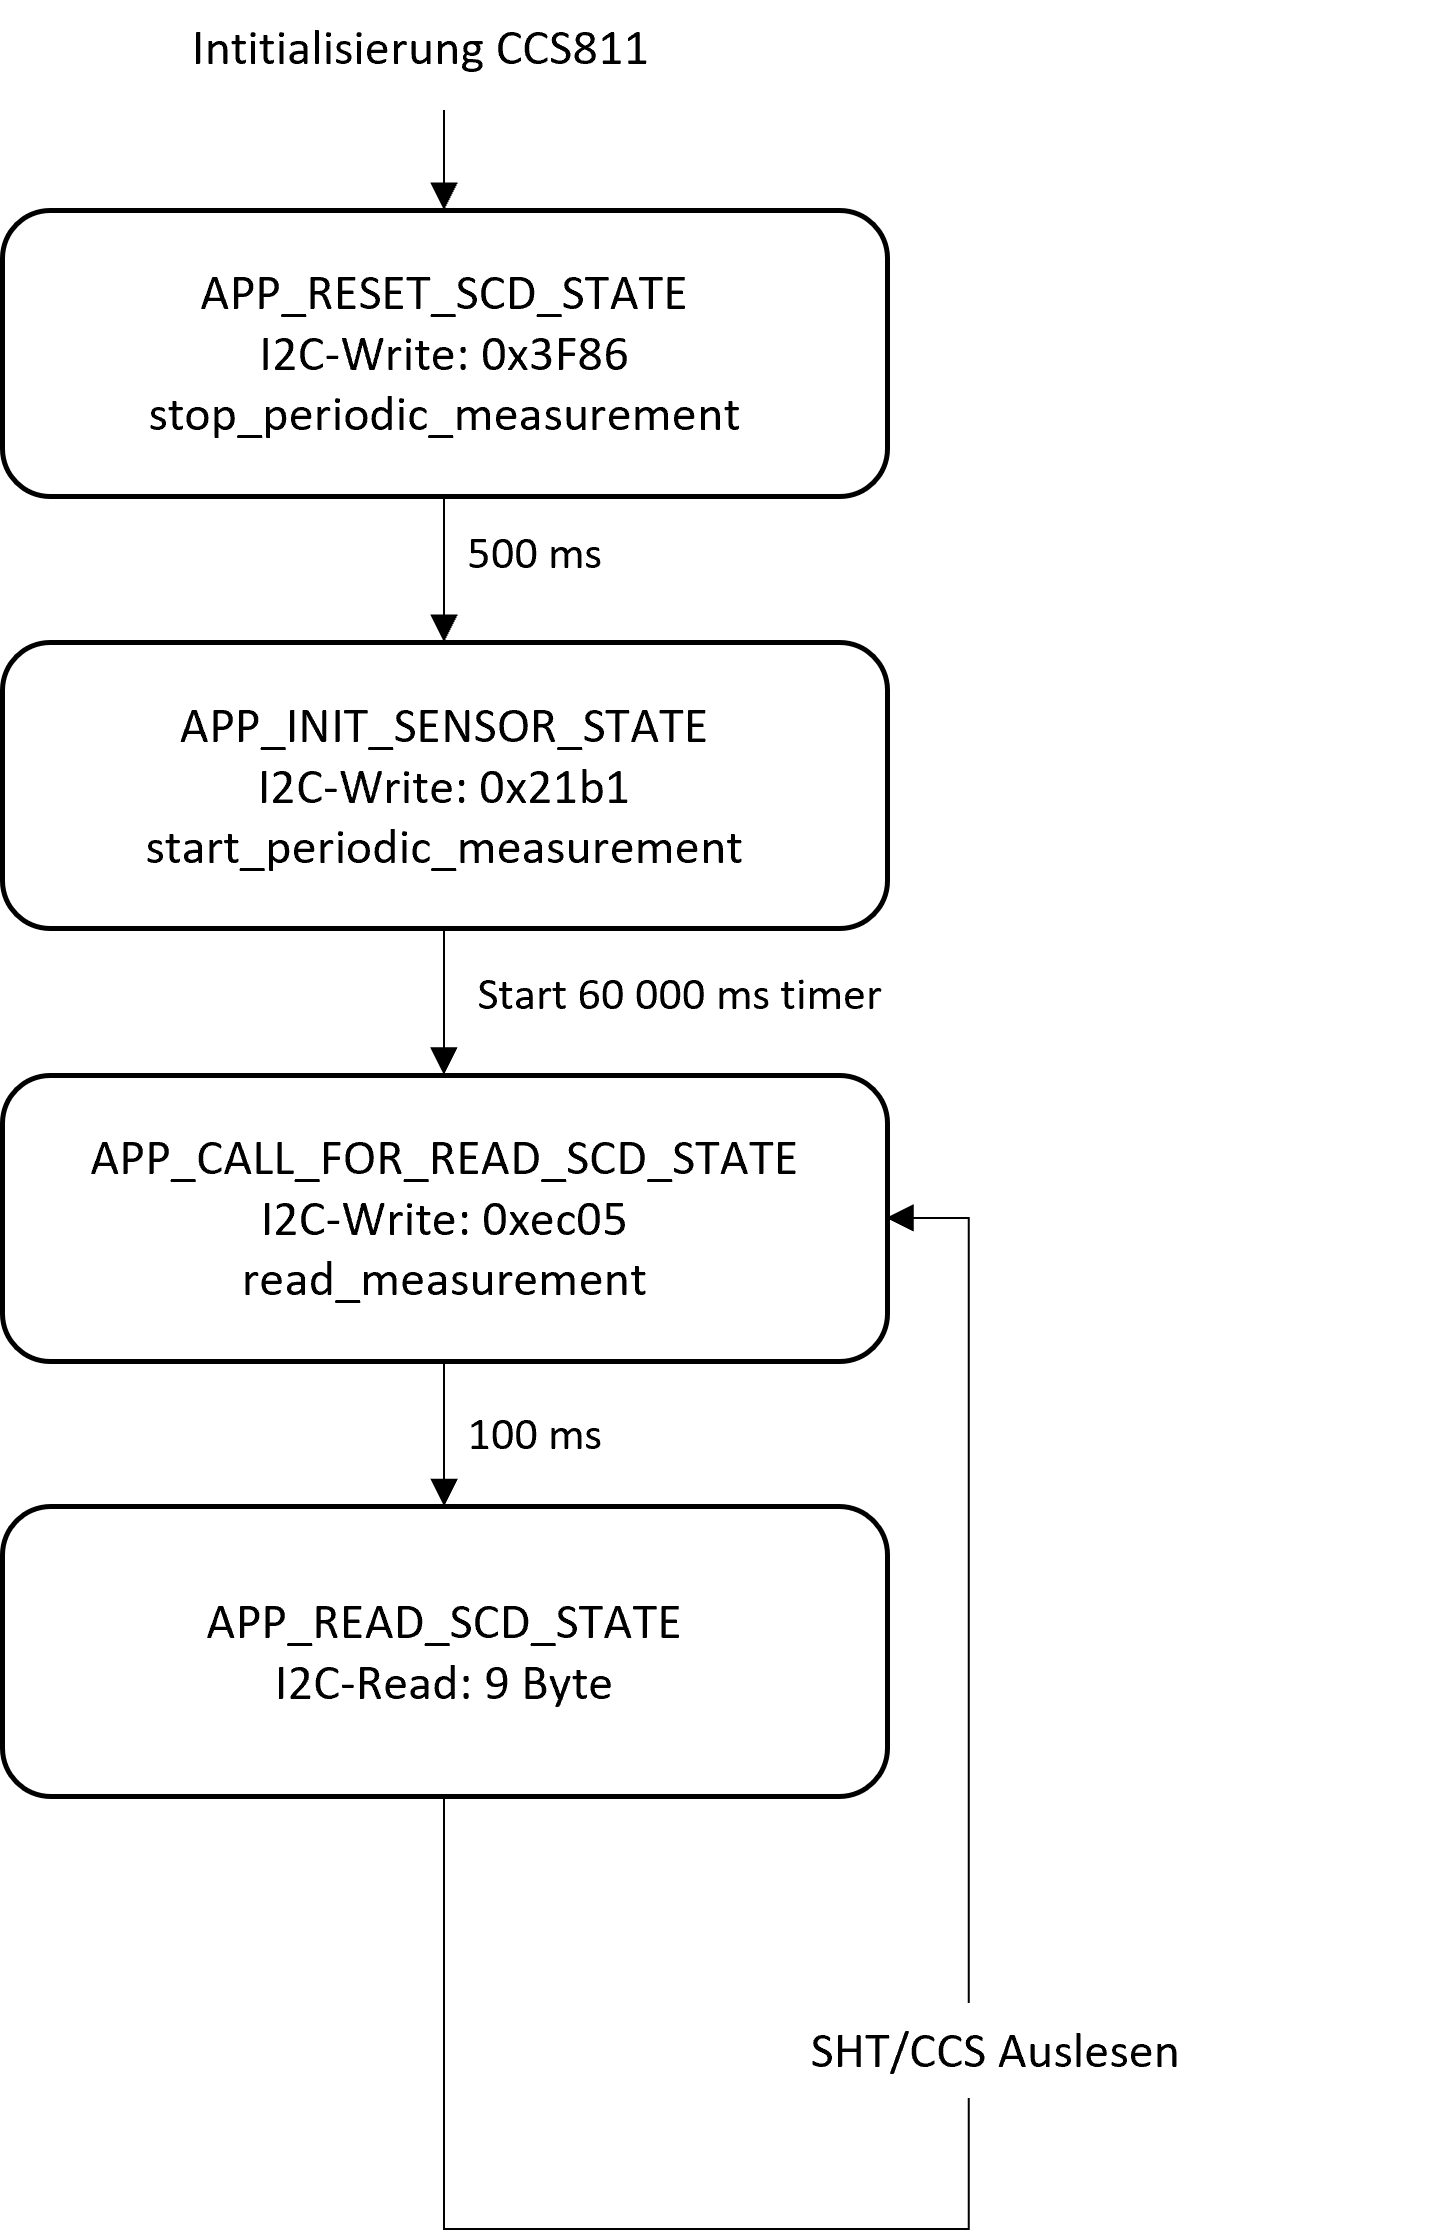 Intitialisierung CCS811
APP_RESET_SCD_STATE
I2C-Write: 0x3F86
stop_periodic_measurement
500 ms
APP_INIT_SENSOR_STATE
I2C-Write: 0x21b1
start_periodic_measurement
Start 60 000 ms timer
APP_CALL_FOR_READ_SCD_STATE
I2C-Write: 0xec05
read_measurement
100 ms
APP_READ_SCD_STATE
I2C-Read: 9 Byte
SHT/CCS Auslesen